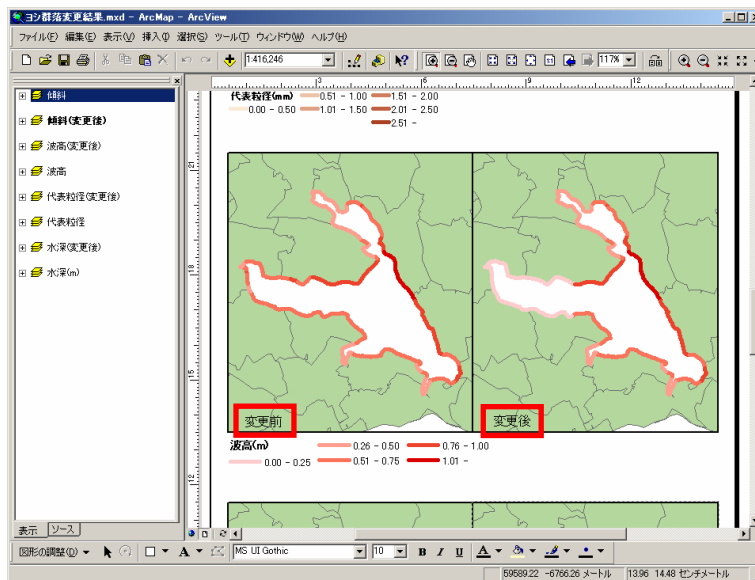 ヨシ群落変更結果.mxd - ArcMap - ArcView
ファイル(F) 編集(E) 表示(V) 挿入(I) 選択(S) ツール(T) ウィンドウ(W) ヘルプ(H)
1:416,246
117%
傾斜
傾斜(変更後)
波高(変更後)
波高
代表粒径(変更後)
代表粒径
水深(変更後)
水深(m)
表示 ソース
3 6 9 12
21
18
15
12
代表粒径(mm) 0.51 - 1.00 1.51 - 2.00
0.00 - 0.50 1.01 - 1.50 2.01 - 2.50
2.51 -
変更前 変更後
波高(m) 0.26 - 0.50 0.76 - 1.00
0.00 - 0.25 0.51 - 0.75 1.01 -
図形の調整(D) A MS UI Gothic 10 B I U A
59589.22 -6766.26 メートル 13.96 14.48 センチメートル